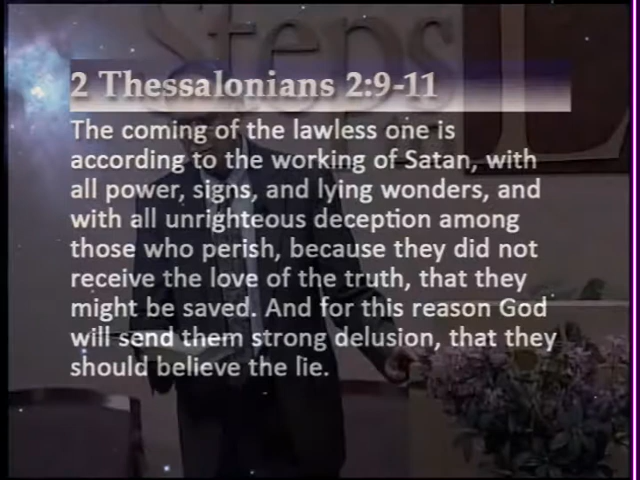 Steps
2 Thessalonians 2:9-11
The coming of the lawless one is
according to the working of Satan, with
all power, signs, and lying wonders, and
with all unrighteous deception among
those who perish, because they did not
receive the love of the truth, that they
might be saved. And for this reason God
will send them strong delusion, that they
should believe the lie.